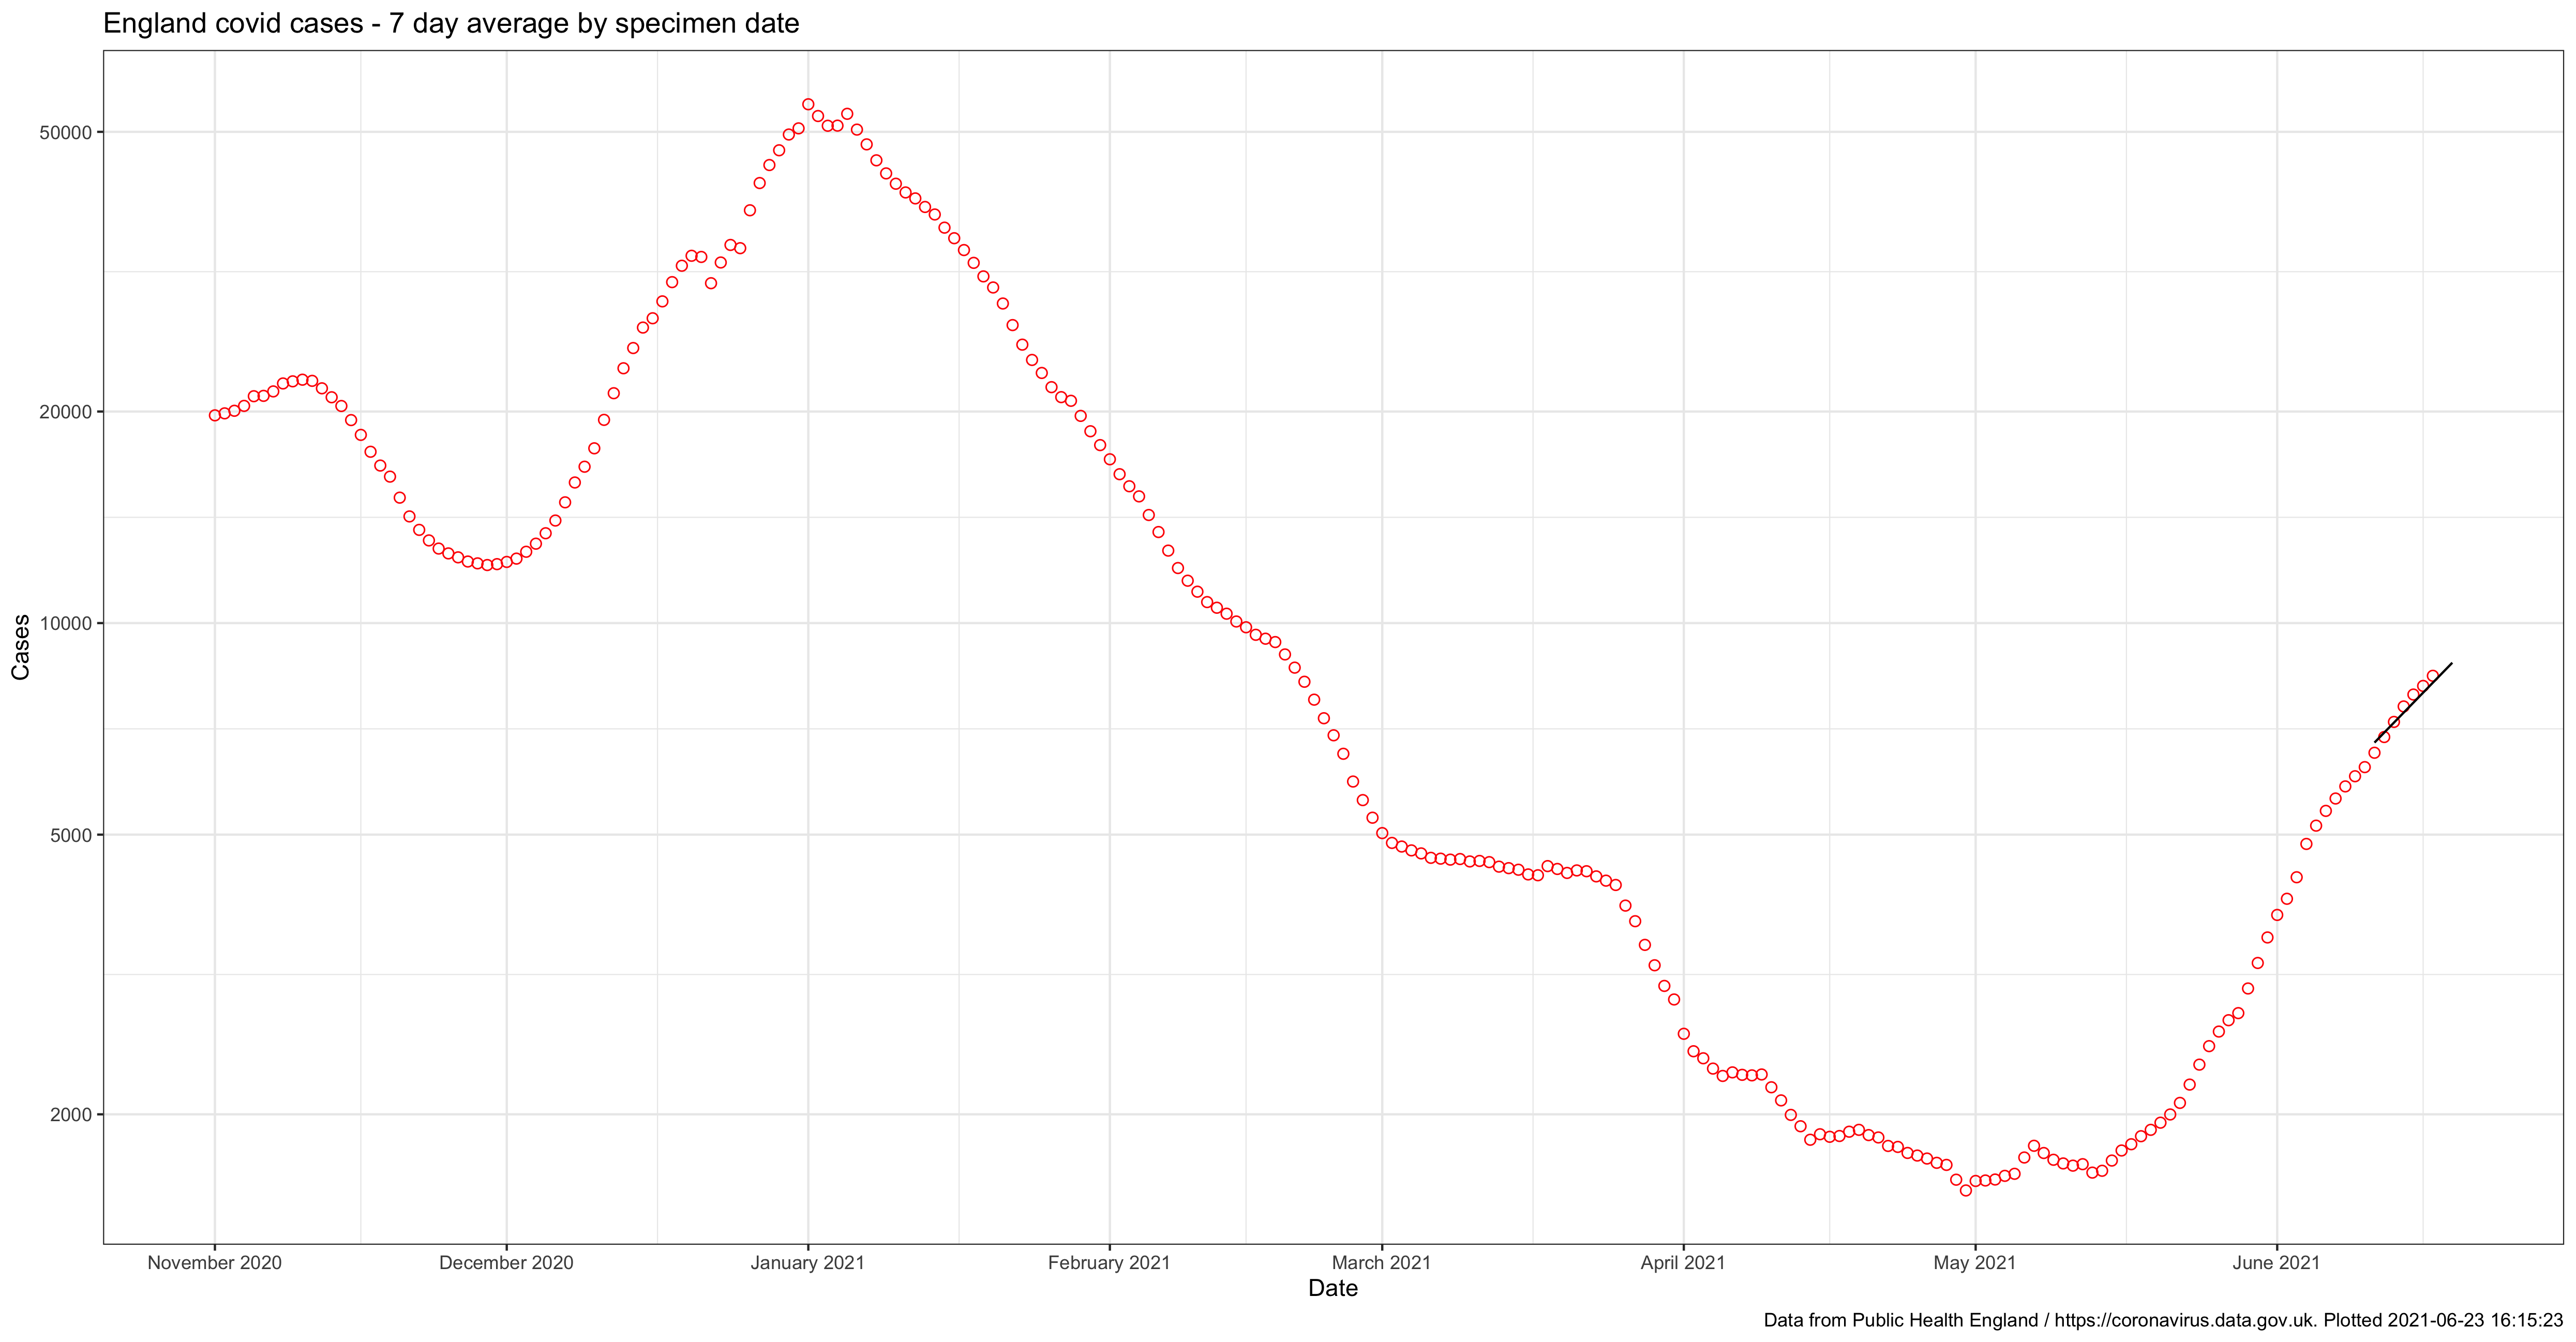 England covid cases - 7 day average by specimen date
Cases
50000
20000
10000
5000
2000
November 2020
December 2020
January 2021
February 2021
March 2021
April 2021
May 2021
June 2021
Date
Data from Public Health England / https://coronavirus.data.gov.uk. Plotted 2021-06-23 16:15:23